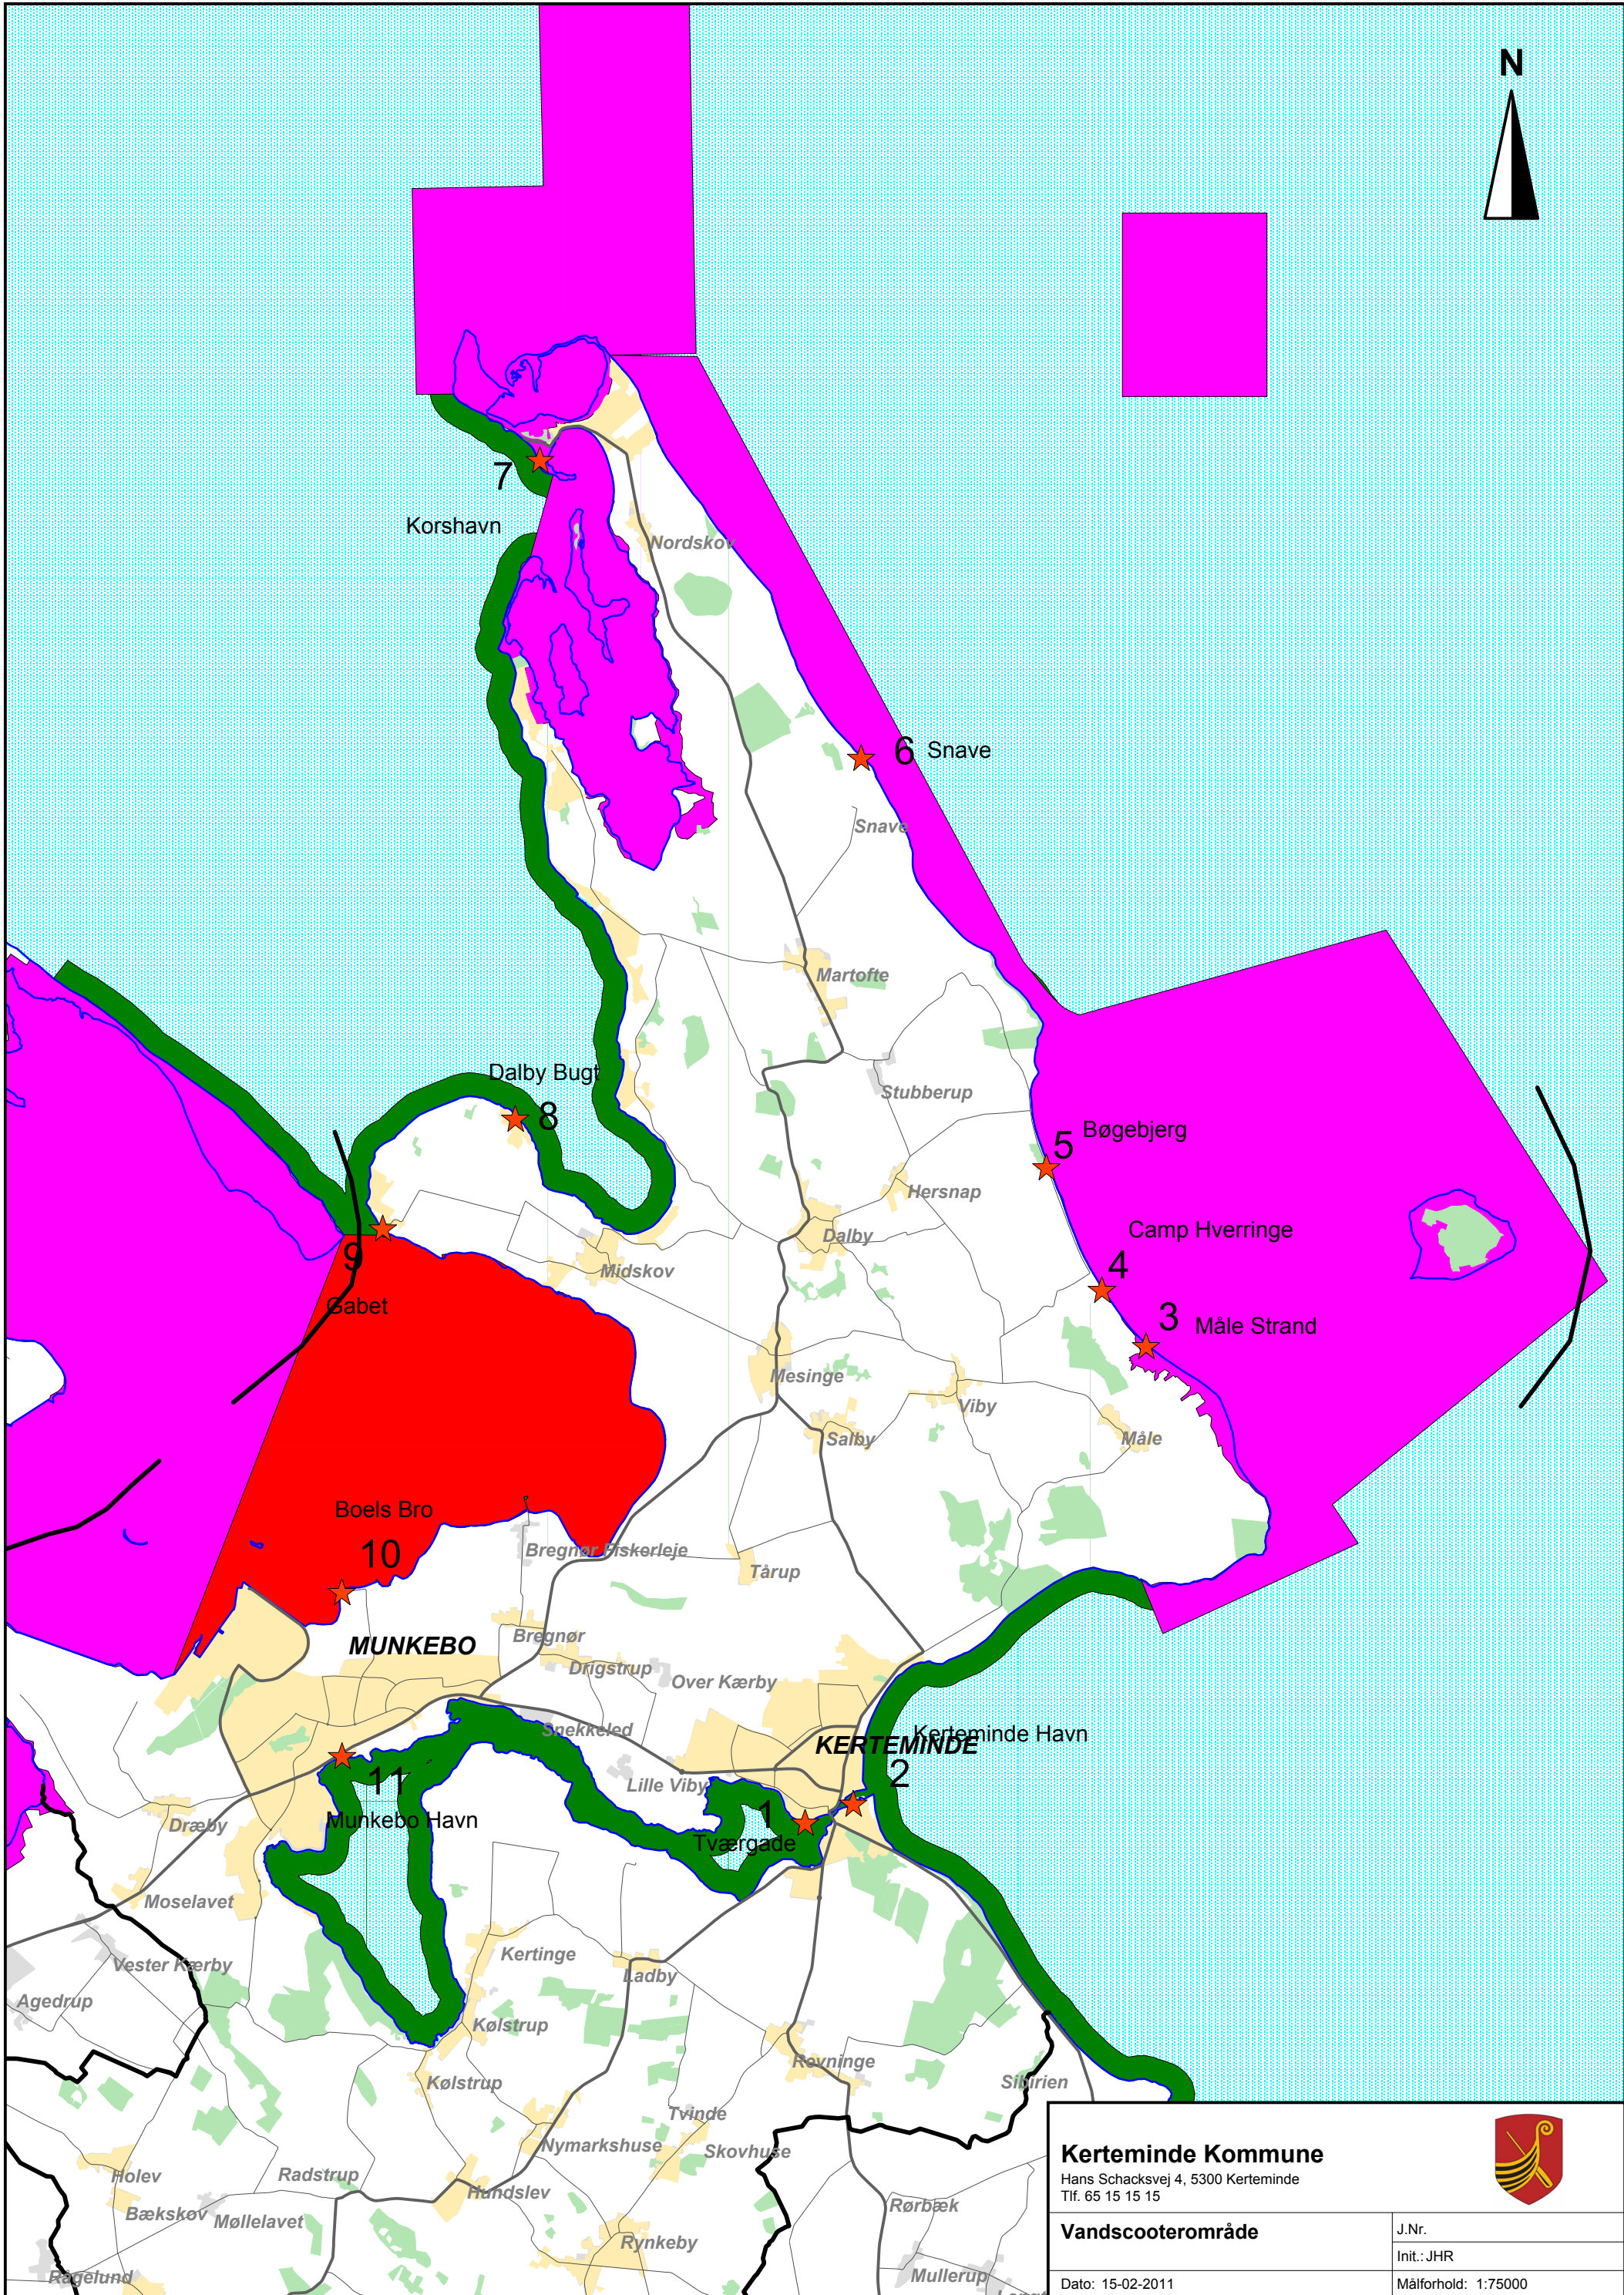 N
7
Korshavn
Nordskov
6 Snave
Snave
Martofte
Dalby Bugt
8
Stubberup
5 Bøgebjerg
Hersnap
Camp Hverringe
Dalby
9
Midskov
4
Gabet
3 Måle Strand
Mesinge
Viby
Salby
Måle
Boels Bro
10
Bregnør Fiskerleje
Tårup
MUNKEBO
Bregnør
Drigstrup
Over Kærby
Snekkeled
Kerteminde Havn
KERTEMINDE
2
11
Lille Viby
1
Munkebo Havn
Dræby
Tværgade
Moselavet
Kertinge
Vester Kærby
Ladby
Agedrup
Kølstrup
Revninge
Kølstrup
Sibirien
Tvinde
Nymarkshuse
Skovhuse
Holev
Radstrup
Hundslev
Bækskov
Møllelavet
Rørbæk
Rynkeby
Rågelund
Mullerup
Kerteminde Kommune
Hans Schacksvej 4, 5300 Kerteminde
Tlf. 65 15 15 15
Vandscooterområde
J.Nr.
Init.: JHR
Dato: 15-02-2011
Målforhold: 1:75000